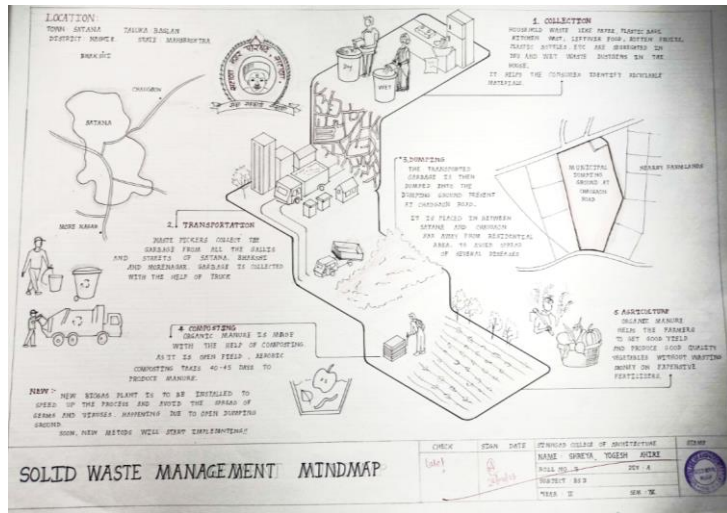 LOCATION:
TOWN SATANA TALUKA BAGLAN
DISTRICT NASHIK STATE MAHARASHTRA
BHAKSHI
CHAUGAON
SATANA
MORE NAGAR
DRY
WET
1. COLLECTION
HOUSEHOLD WASTE LIKE PAPER, PLASTIC BAGS
KITCHEN WAST, LEFTOVER FOOD, ROTTEN FRUITS,
PLASTIC BOTTLES, ETC ARE SEGREGATED IN
DRY AND WET WASTE DUSTBINS IN THE
HOUSE.
IT HELPS THE CONSUMER IDENTIFY RECYCLABLE
MATERIALS.
2. TRANSPORTATION
WASTE PICKERS COLLECT THE
GARBAGE FROM ALL THE GALLIS
AND STREETS OF SATANA, BHAKSHI
AND MORENAGAR. GARBAGE IS COLLECTED
WITH THE HELP OF TRUCK
3.DUMPING
THE TRANSPORTED
GARBAGE IS THEN
DUMPED INTO THE
DUMPING GROUND PRESENT
AT CHAUGAON ROAD.
IT IS PLACED IN BETWEEN
SATANA AND CHAUGAON
FAR AWAY FROM RESIDENTIAL
AREA, TO AVOID SPREAD
OF SEVERAL DISEASES
MUNICIPAL
DUMPING
GROUND AT
CHAUGAON
ROAD
NEARBY FARMLANDS
4 COMPOSTING
ORGANIC MANURE IS MADE
WITH THE HELP OF COMPOSTING.
AS IT IS OPEN FIELD, AEROBIC
COMPOSTING TAKES 40-45 DAYS TO
PRODUCE MANURE.
5 AGRICULTURE
ORGANIC MANURE
HELPS THE FARMERS
TO GET GOOD YIELD
AND PRODUCE GOOD QUALITY
VEGETABLES WITHOUT WASTING
MONEY ON EXPENSIVE
FERTILIZERS.
NEW:- NEW BIOGAS PLANT IS TO BE INSTALLED TO
SPEED UP THE PROCESS AND AVOID THE SPREAD OF
GERMS AND VIRUSES, HAPPENING DUE TO OPEN DUMPING
GROUND
SOON, NEW METODS WILL START IMPLEMENTING!!
SOLID WASTE MANAGEMENT MINDMAP
CHECK
SIGN DATE
COLLEGE OF ARCHITECTURE
STAMP
NAME: SHREYA YOGESH AHIRE
ROLL NO
DIV: A
SUBJECT:
YEAR: II
SEM: IV